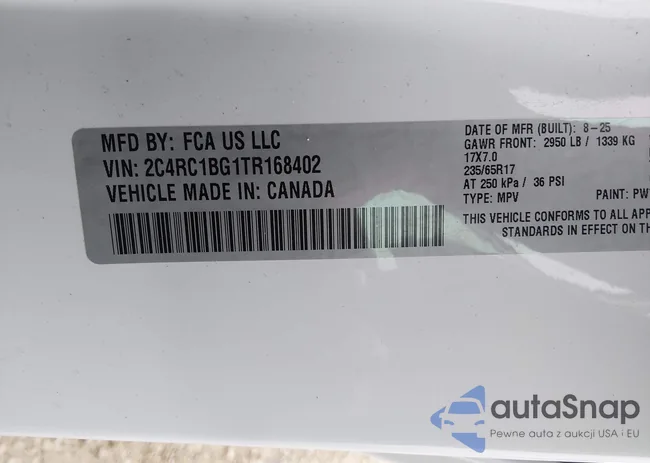 MFD BY: FCA US LLC
VIN: 2C4RC1BG1TR168402
VEHICLE MADE IN: CANADA
DATE OF MFR (BUILT): 8-25
GAWR FRONT: 2950 LB / 1339 KG
17X7.0
235/65R17
AT 250 kPa / 36 PSI
TYPE: MPV PAINT: PW
THIS VEHICLE CONFORMS TO ALL APP
STANDARDS IN EFFECT ON TH
autaSnap
Pewne auta z aukcji USA i EU